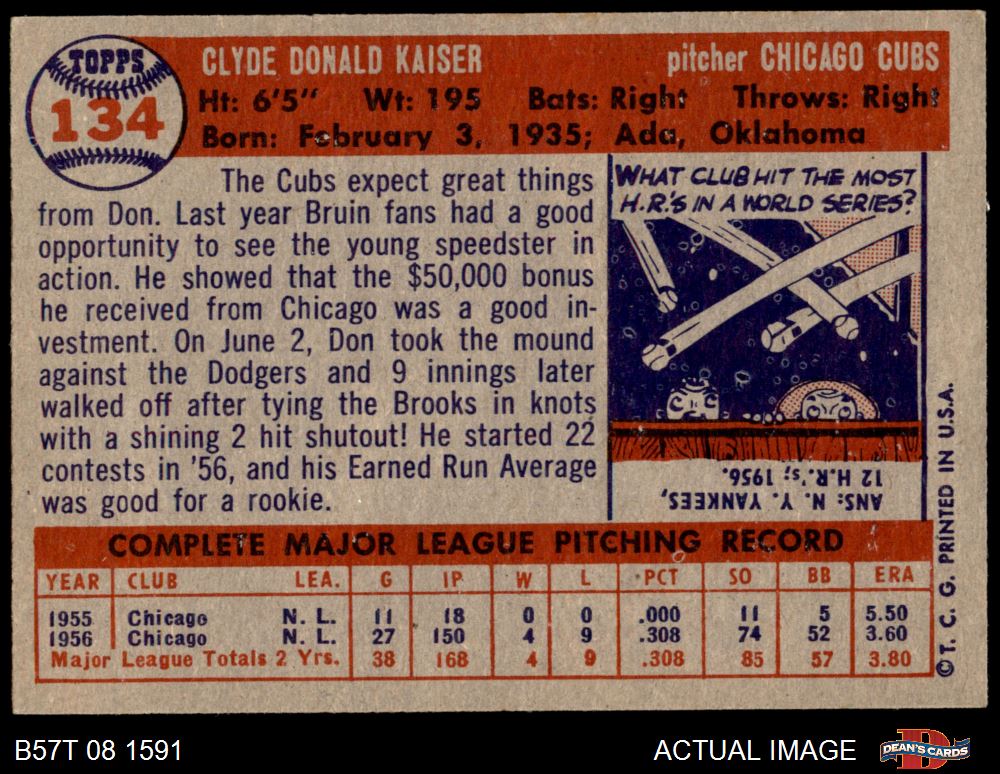 TOPPS
134
CLYDE DONALD KAISER
pitcher CHICAGO CUBS
Ht: 6'5" Wt: 195 Bats: Right Throws: Right
Born: February 3, 1935; Ada, Oklahoma
The Cubs expect great things
from Don. Last year Bruin fans had a good
opportunity to see the young speedster in
action. He showed that the $50,000 bonus
he received from Chicago was a good in-
vestment. On June 2, Don took the mound
against the Dodgers and 9 innings later
walked off after tying the Brooks in knots
with a shining 2 hit shutout! He started 22
contests in '56, and his Earned Run Average
was good for a rookie.
WHAT CLUB HIT THE MOST
H.R.'S IN A WORLD SERIES?
ANS: N. Y. YANKEES,
12 H.R.'s; 1956.
COMPLETE MAJOR LEAGUE PITCHING RECORD
YEAR CLUB LEA. G IP W L PCT SO BB ERA
1955 Chicago N. L. 11 18 0 0 .000 11 5 5.50
1956 Chicago N. L. 27 150 4 9 .308 74 52 3.60
Major League Totals 2 Yrs. 38 168 4 9 .308 85 57 3.80
© T. C. G. PRINTED IN U.S.A.
B57T 08 1591
ACTUAL IMAGE
DEAN'S CARDS